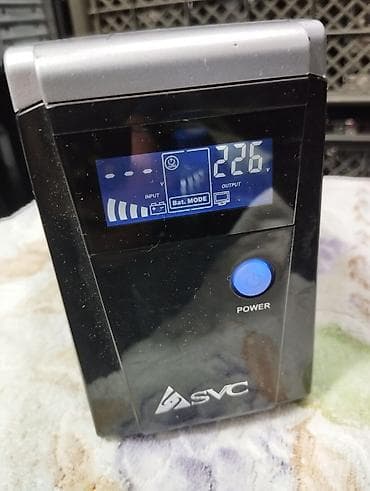 --- V 226 V
INPUT OUTPUT
Bat. MODE
POWER
SVC